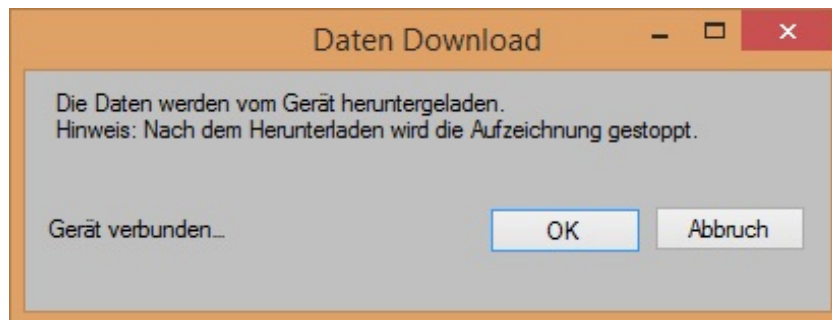 Daten Download
Die Daten werden vom Gerät heruntergeladen.
Hinweis: Nach dem Herunterladen wird die Aufzeichnung gestoppt.
Gerät verbunden...
OK
Abbruch